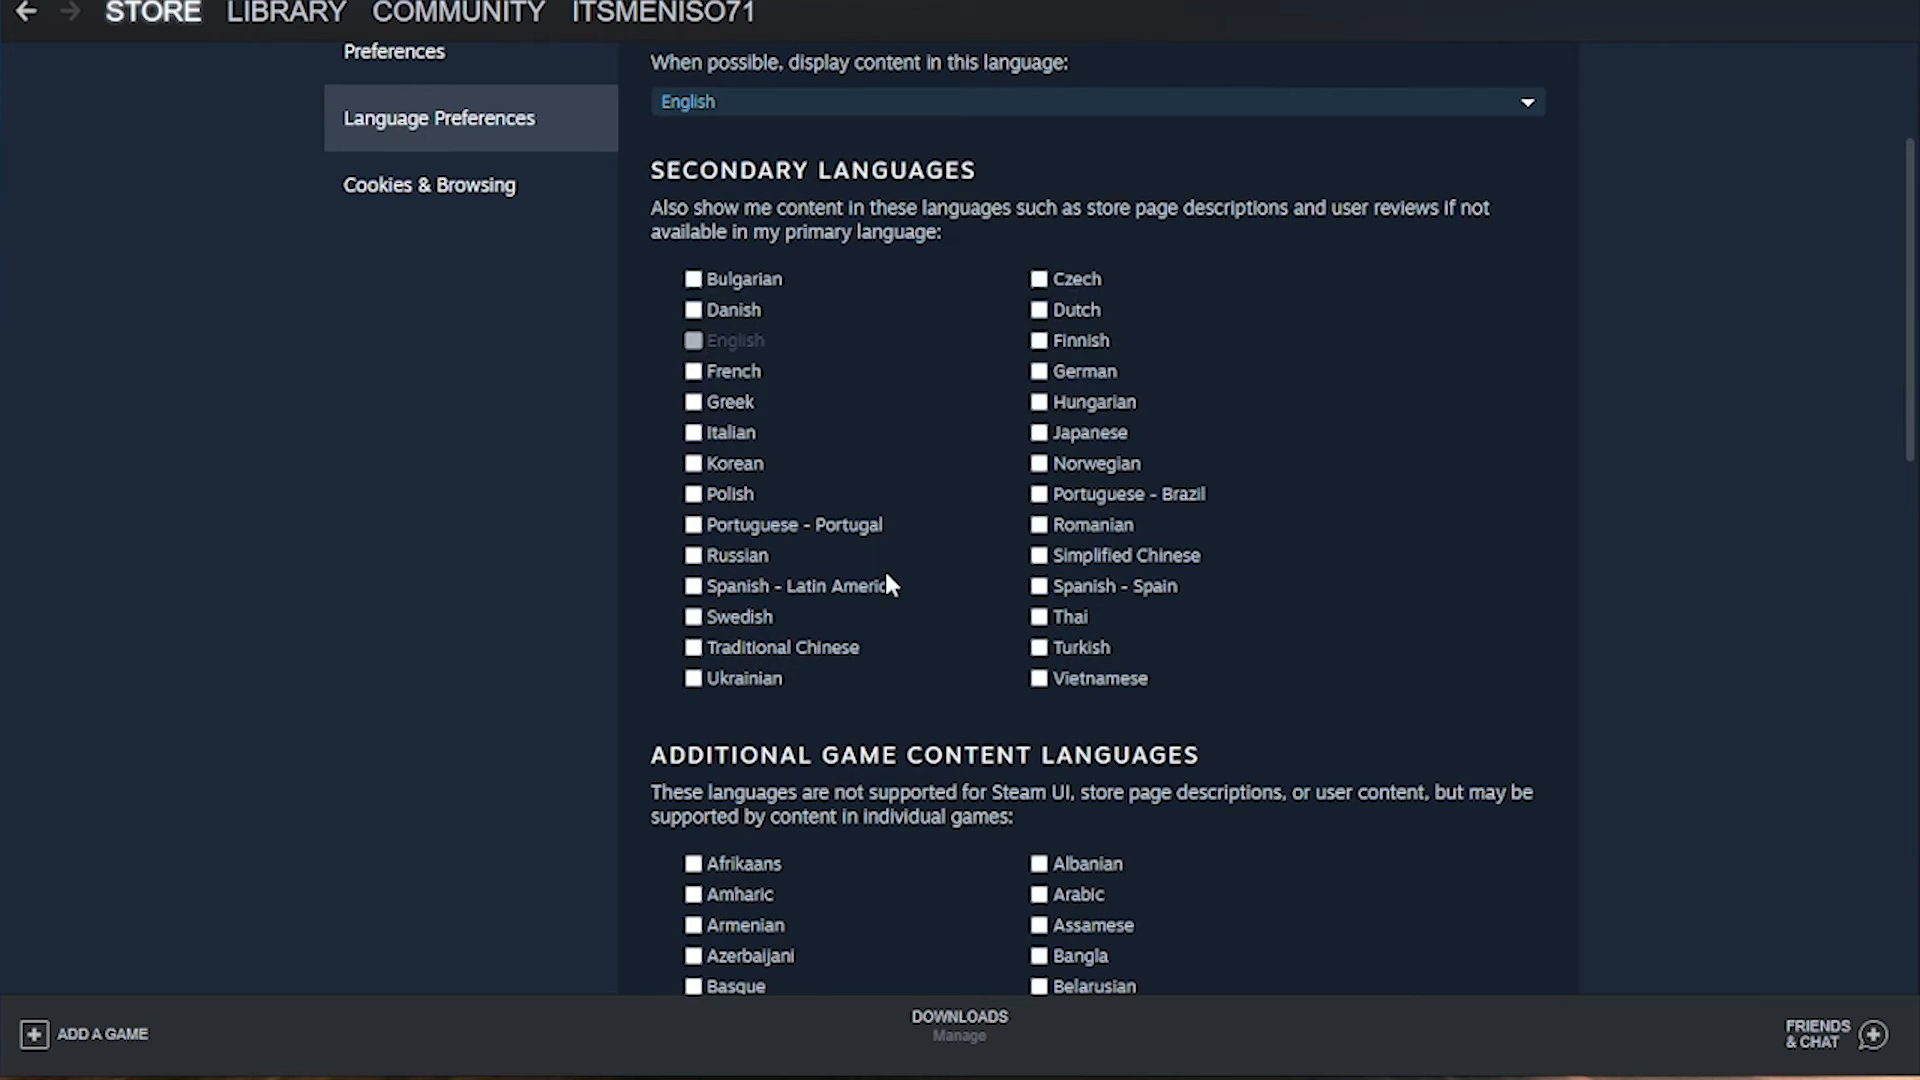 STORE LIBRARY COMMUNITY ITSMENISO71
Preferences
Language Preferences
Cookies & Browsing
When possible, display content in this language:
English
SECONDARY LANGUAGES
Also show me content in these languages such as store page descriptions and user reviews if not
available in my primary language:
Bulgarian Czech
Danish Dutch
English Finnish
French German
Greek Hungarian
Italian Japanese
Korean Norwegian
Polish Portuguese - Brazil
Portuguese - Portugal Romanian
Russian Simplified Chinese
Spanish - Latin Americ Spanish - Spain
Swedish Thai
Traditional Chinese Turkish
Ukrainian Vietnamese
ADDITIONAL GAME CONTENT LANGUAGES
These languages are not supported for Steam UI, store page descriptions, or user content, but may be
supported by content in individual games:
Afrikaans Albanian
Amharic Arabic
Armenian Assamese
Azerbaijani Bangla
Basque Belarusian
ADD A GAME
DOWNLOADS
Manage
FRIENDS
& CHAT